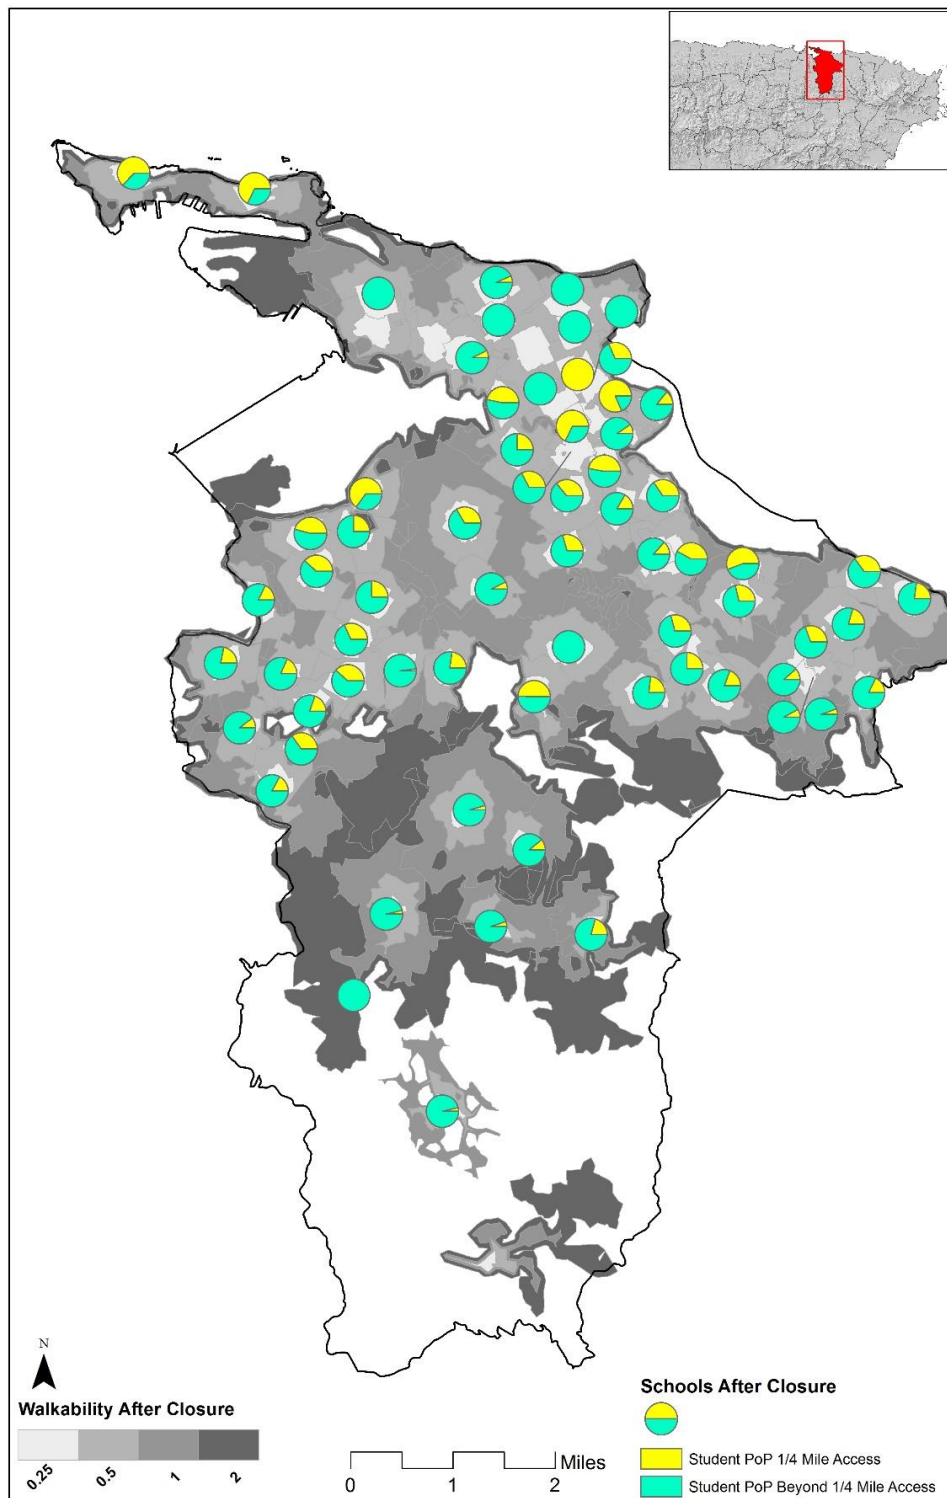 N
Walkability After Closure
0.25 0.5 1 2
0 1 2 Miles
Schools After Closure
Student PoP 1/4 Mile Access
Student PoP Beyond 1/4 Mile Access